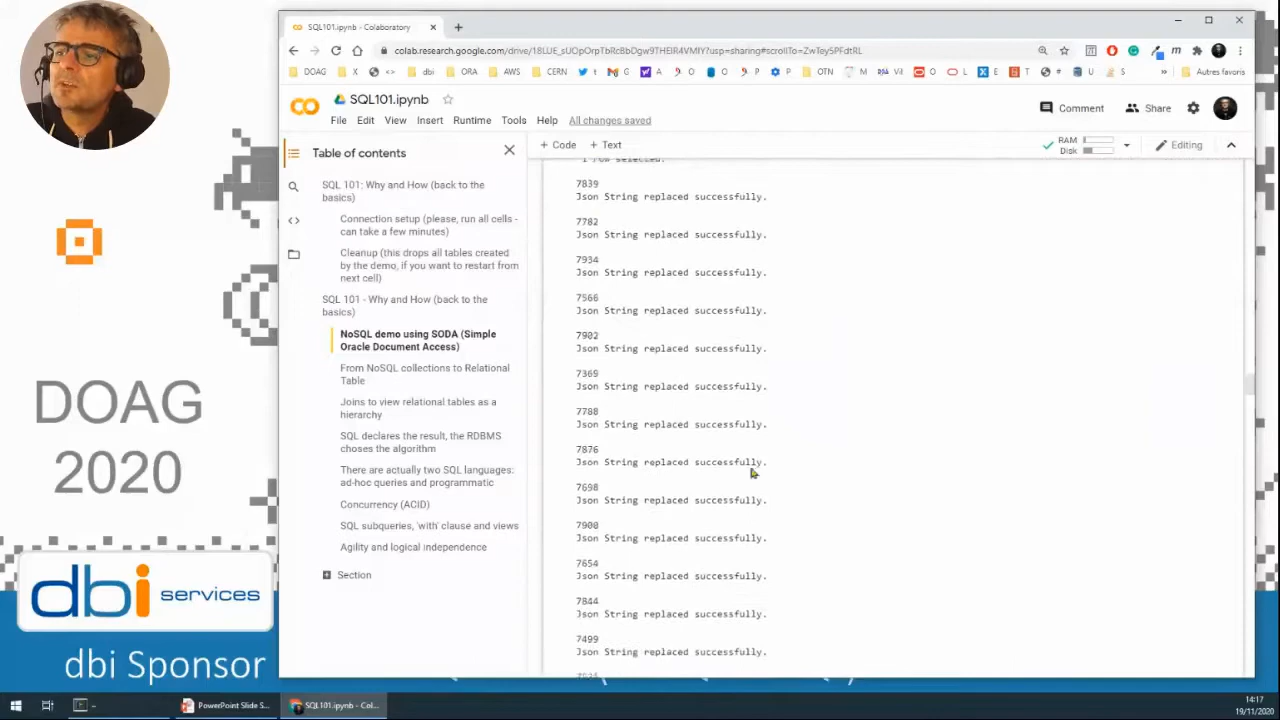 SQL101.ipynb - Colaboratory
colab.research.google.com/drive/18LUE_sUOpOrpTbRcBbDgw9THEIR4VMIY?usp=sharing#scrollTo=ZwTey5PFdtRL
DOAG
X
<>
dbi
ORA
AWS
CERN
t
G
A
O
O
P
P
OTN
M
Vil
O
L
E
T
#
U
S
»
Autres favoris
SQL101.ipynb
File Edit View Insert Runtime Tools Help All changes saved
Comment
Share
+ Code + Text
RAM
Disk
Editing
Table of contents
SQL 101: Why and How (back to the
basics)
Connection setup (please, run all cells -
can take a few minutes)
Cleanup (this drops all tables created
by the demo, if you want to restart from
next cell)
SQL 101 - Why and How (back to the
basics)
NoSQL demo using SODA (Simple
Oracle Document Access)
From NoSQL collections to Relational
Table
Joins to view relational tables as a
hierarchy
SQL declares the result, the RDBMS
choses the algorithm
There are actually two SQL languages:
ad-hoc queries and programmatic
Concurrency (ACID)
SQL subqueries, 'with' clause and views
Agility and logical independence
Section
1 row selected.
7839
Json String replaced successfully.
7782
Json String replaced successfully.
7934
Json String replaced successfully.
7566
Json String replaced successfully.
7902
Json String replaced successfully.
7369
Json String replaced successfully.
7788
Json String replaced successfully.
7876
Json String replaced successfully.
7698
Json String replaced successfully.
7900
Json String replaced successfully.
7654
Json String replaced successfully.
7844
Json String replaced successfully.
7499
Json String replaced successfully.
DOAG
2020
dbi services
dbi Sponsor
PowerPoint Slide S...
SQL101.ipynb - Col...
14:17
19/11/2020